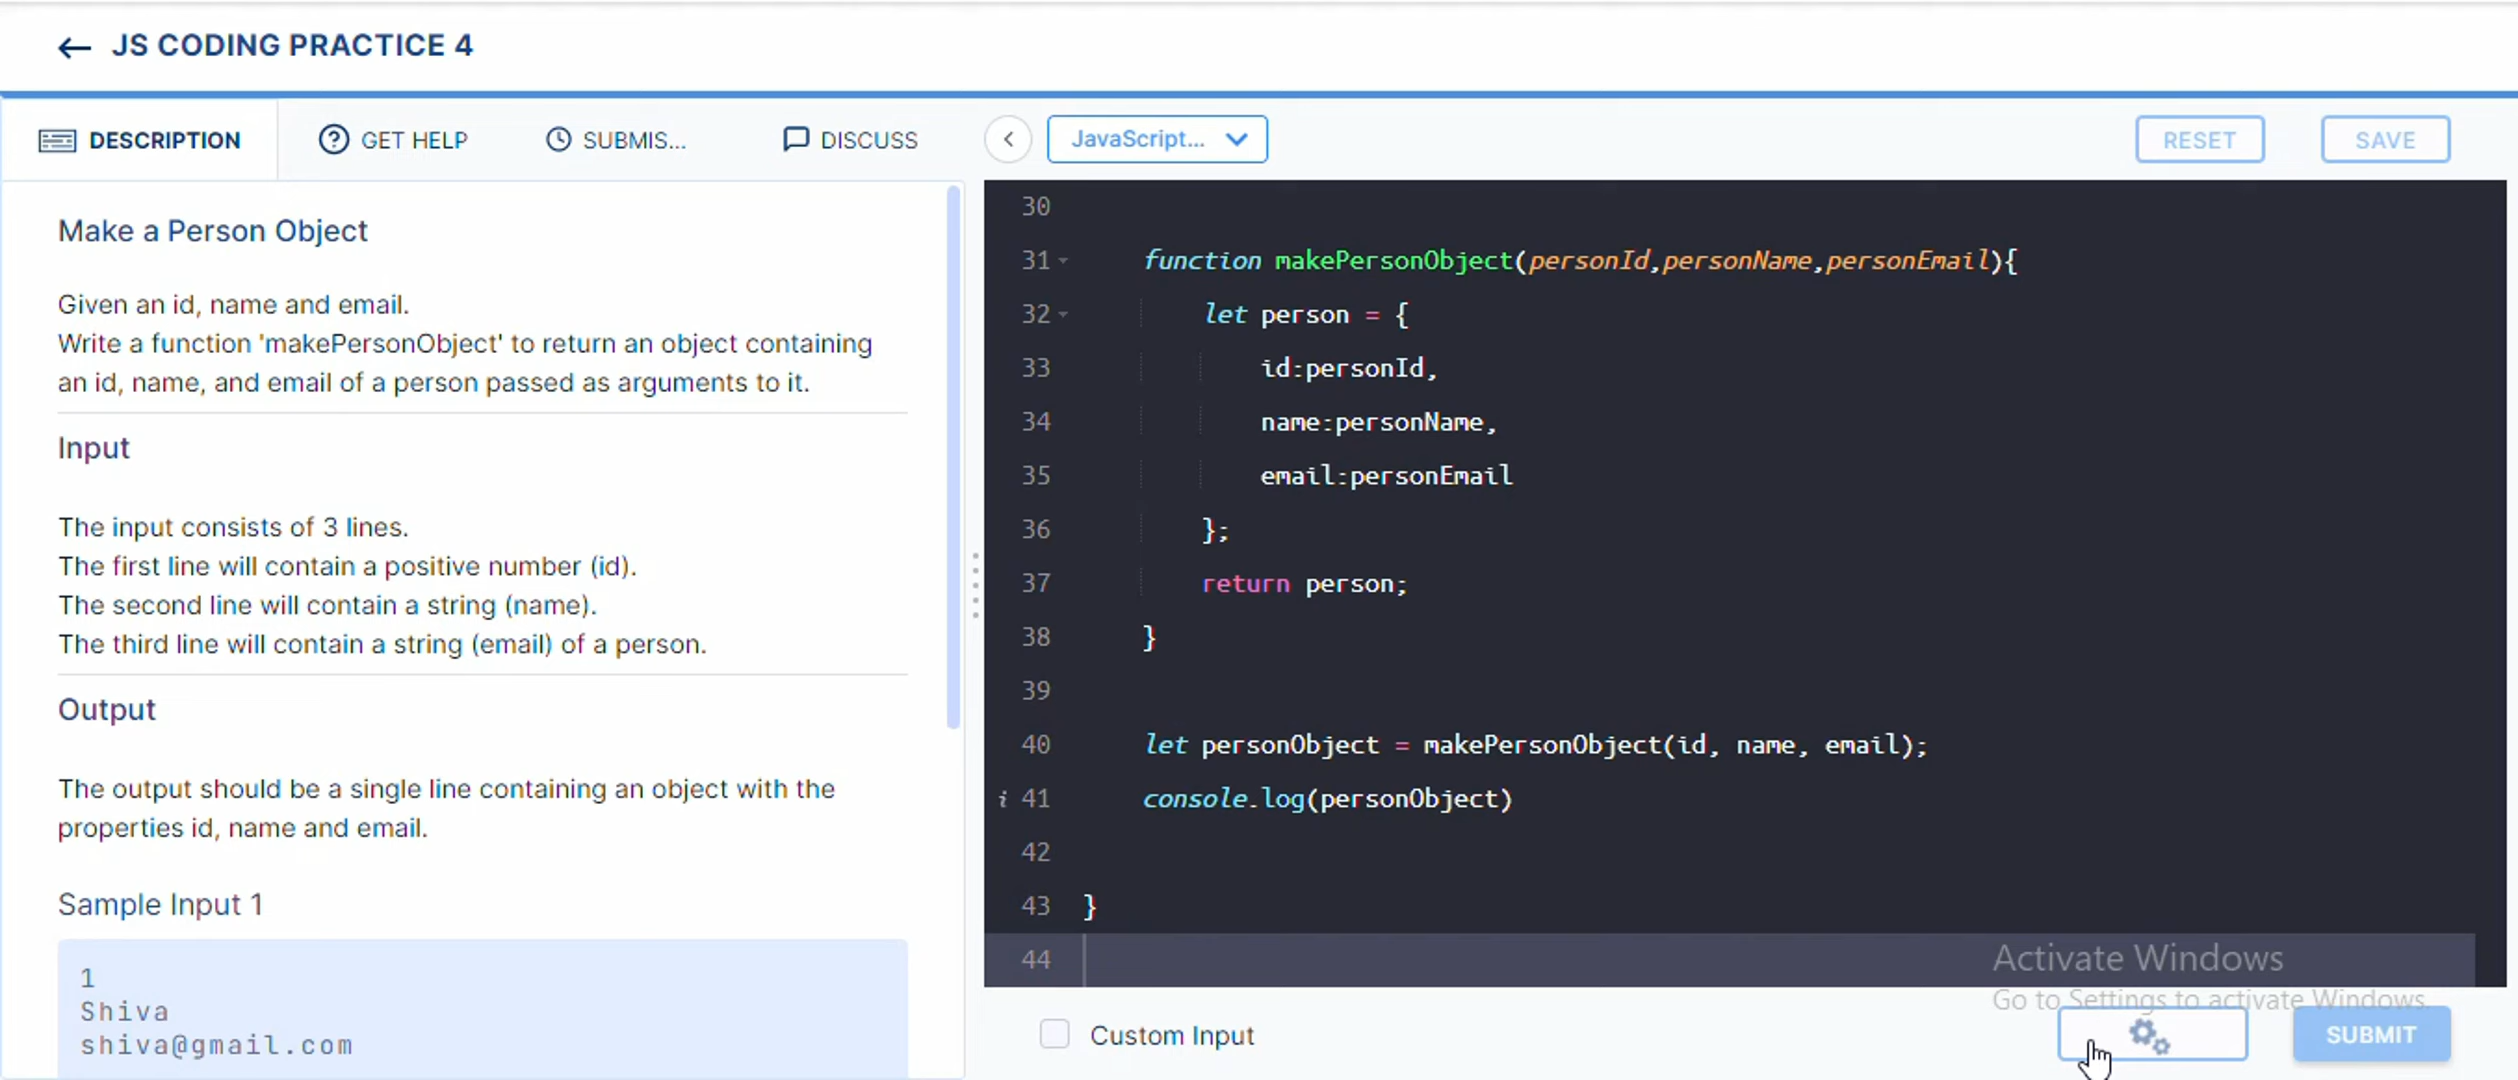 JS CODING PRACTICE 4
DESCRIPTION
GET HELP
SUBMIS...
DISCUSS
JavaScript...
RESET
SAVE
Make a Person Object
Given an id, name and email.
Write a function 'makePersonObject' to return an object containing
an id, name, and email of a person passed as arguments to it.
Input
The input consists of 3 lines.
The first line will contain a positive number (id).
The second line will contain a string (name).
The third line will contain a string (email) of a person.
Output
The output should be a single line containing an object with the
properties id, name and email.
Sample Input 1
1
Shiva
shiva@gmail.com
30
31 function makePersonObject(personId,personName,personEmail){
32 let person = {
33 id:personId,
34 name:personName,
35 email:personEmail
36 };
37 return person;
38 }
39
40 let personObject = makePersonObject(id, name, email);
i 41 console.log(personObject)
42
43 }
44
Activate Windows
Go to Settings to activate Windows.
Custom Input
SUBMIT